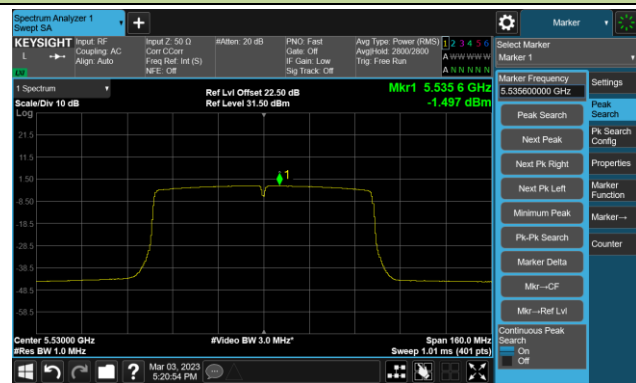 Spectrum Analyzer 1
Swept SA
Marker
KEYSIGHT
L
LV
Input: RF
Coupling: AC
Align: Auto
Input Z: 50 Ω
Corr CCorr
Freq Ref: Int (S)
NFE: Off
#Atten: 20 dB
PNO: Fast
Gate: Off
IF Gain: Low
Sig Track: Off
Avg Type: Power (RMS)
Avg|Hold: 2800/2800
Trig: Free Run
1 2 3 4 5 6
A W W W W W
A N N N N N
Select Marker
Marker 1
1 Spectrum
Scale/Div 10 dB
Log
Ref Lvl Offset 22.50 dB
Ref Level 31.50 dBm
Mkr1 5.535 6 GHz
-1.497 dBm
21.5
11.5
1.50
-8.50
-18.5
-28.5
-38.5
-48.5
-58.5
1
Center 5.53000 GHz
#Res BW 1.0 MHz
#Video BW 3.0 MHz*
Span 160.0 MHz
Sweep 1.01 ms (401 pts)
Marker Frequency
5.535600000 GHz
Peak Search
Next Peak
Next Pk Right
Next Pk Left
Minimum Peak
Pk-Pk Search
Marker Delta
Mkr→CF
Mkr→Ref Lvl
Continuous Peak
Search
On
Off
Settings
Peak
Search
Pk Search
Config
Properties
Marker
Function
Marker→
Counter
?
Mar 03, 2023
5:20:54 PM